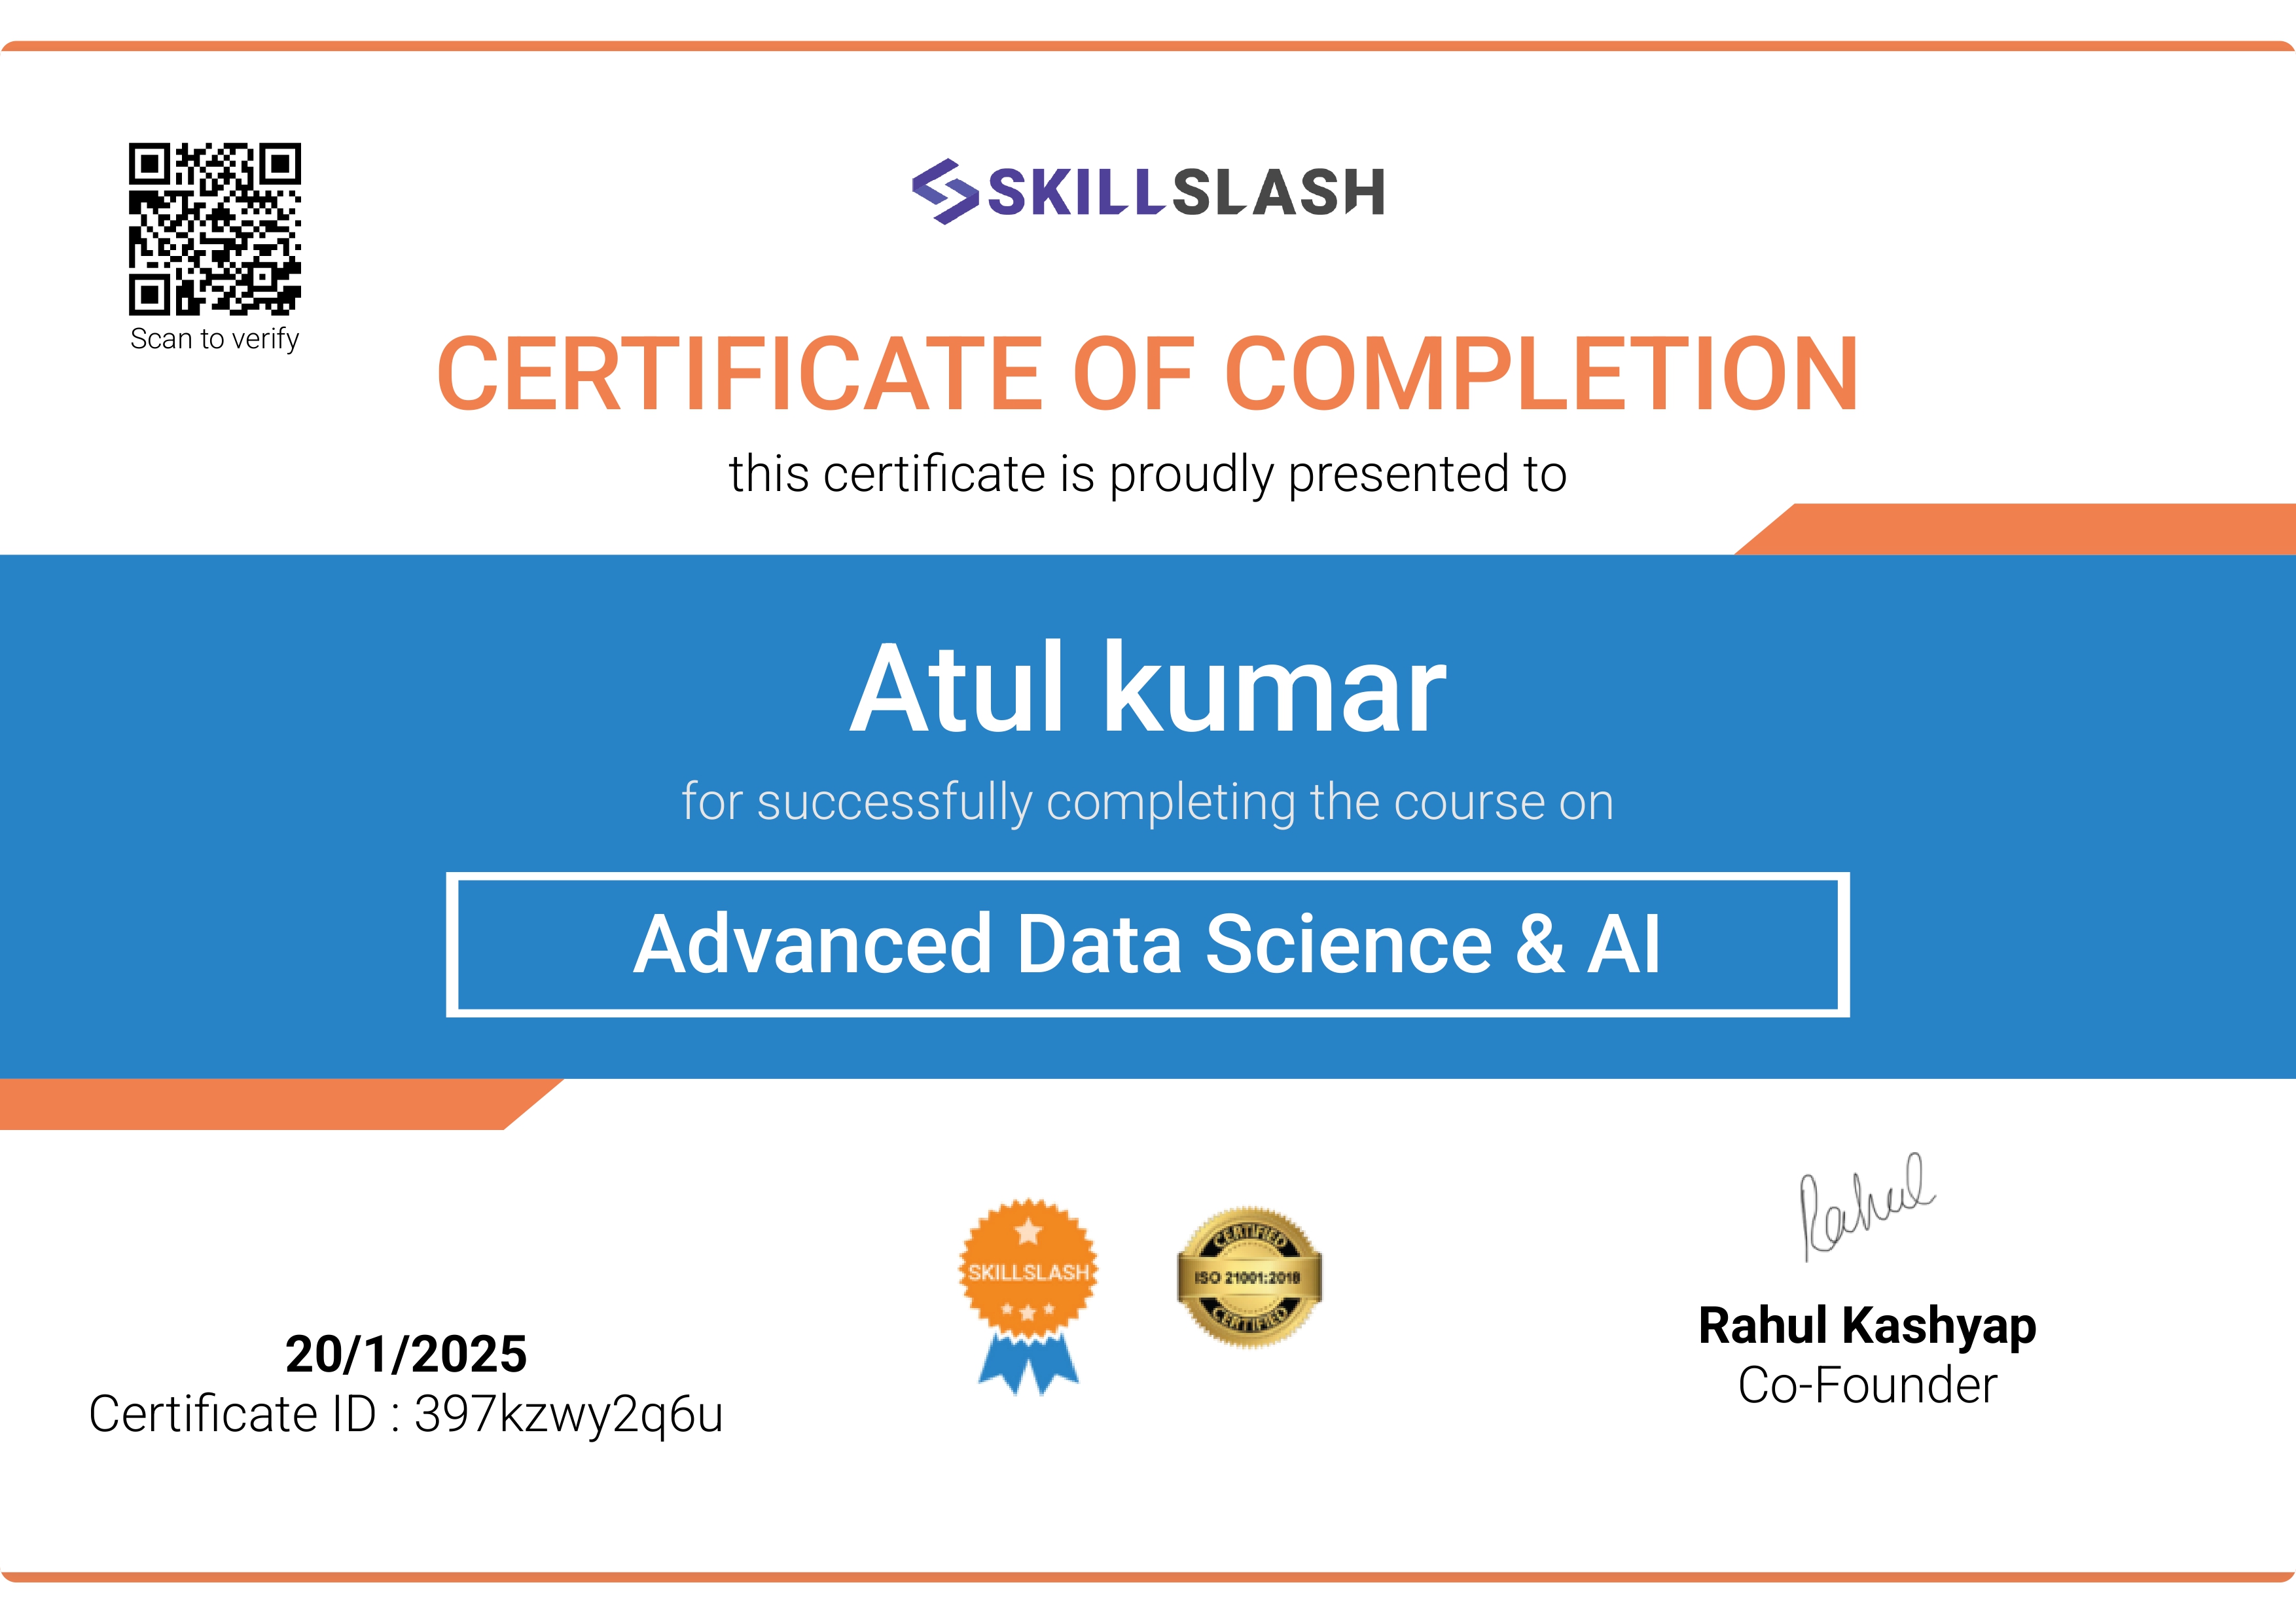 SKILLSLASH
Scan to verify
CERTIFICATE OF COMPLETION
this certificate is proudly presented to
Atul kumar
for successfully completing the course on
Advanced Data Science & AI
20/1/2025
Certificate ID : 397kzwy2q6u
SKILLSLASH
CERTIFIED
ISO 21001:2018
CERTIFIED
Rahul
Rahul Kashyap
Co-Founder